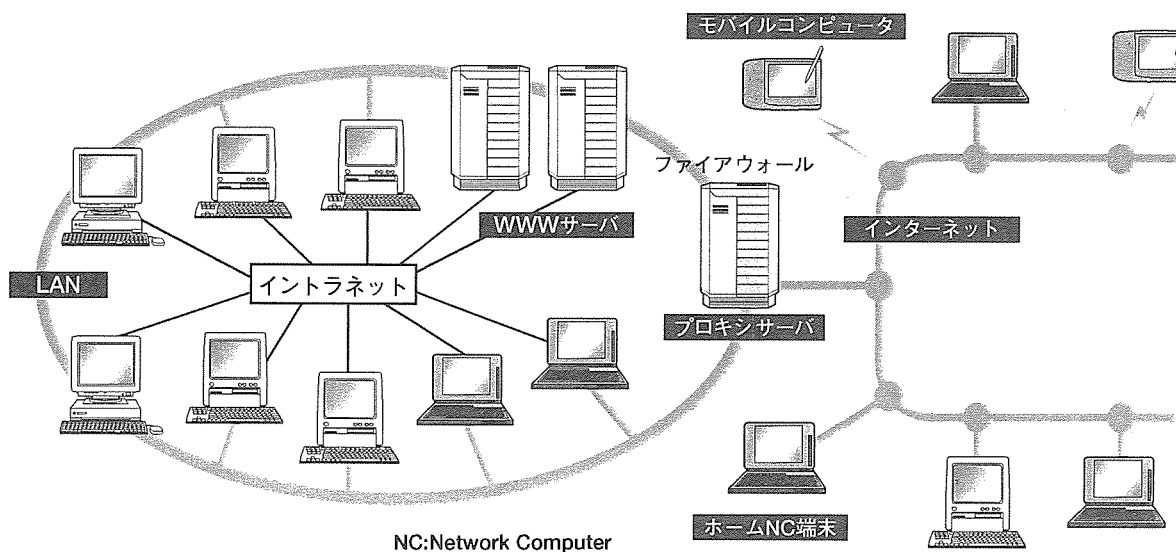 モバイルコンピュータ
ファイアウォール
WWWサーバ
インターネット
LAN
イントラネット
プロキシサーバ
ホームNC端末
NC:Network Computer